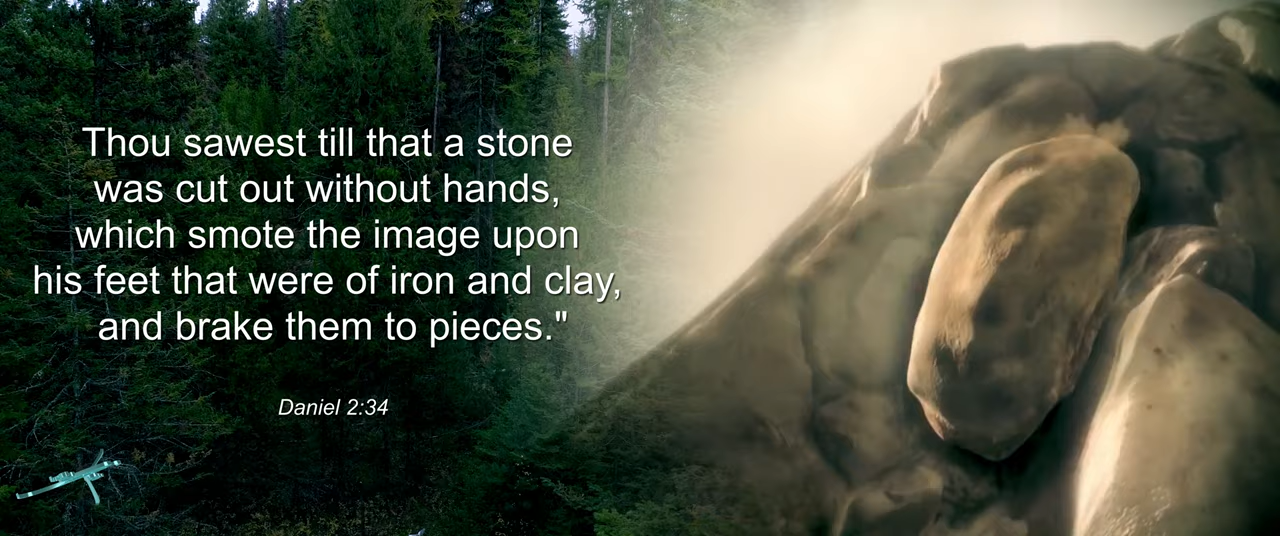 Thou sawest till that a stone
was cut out without hands,
which smote the image upon
his feet that were of iron and clay,
and brake them to pieces."
Daniel 2:34